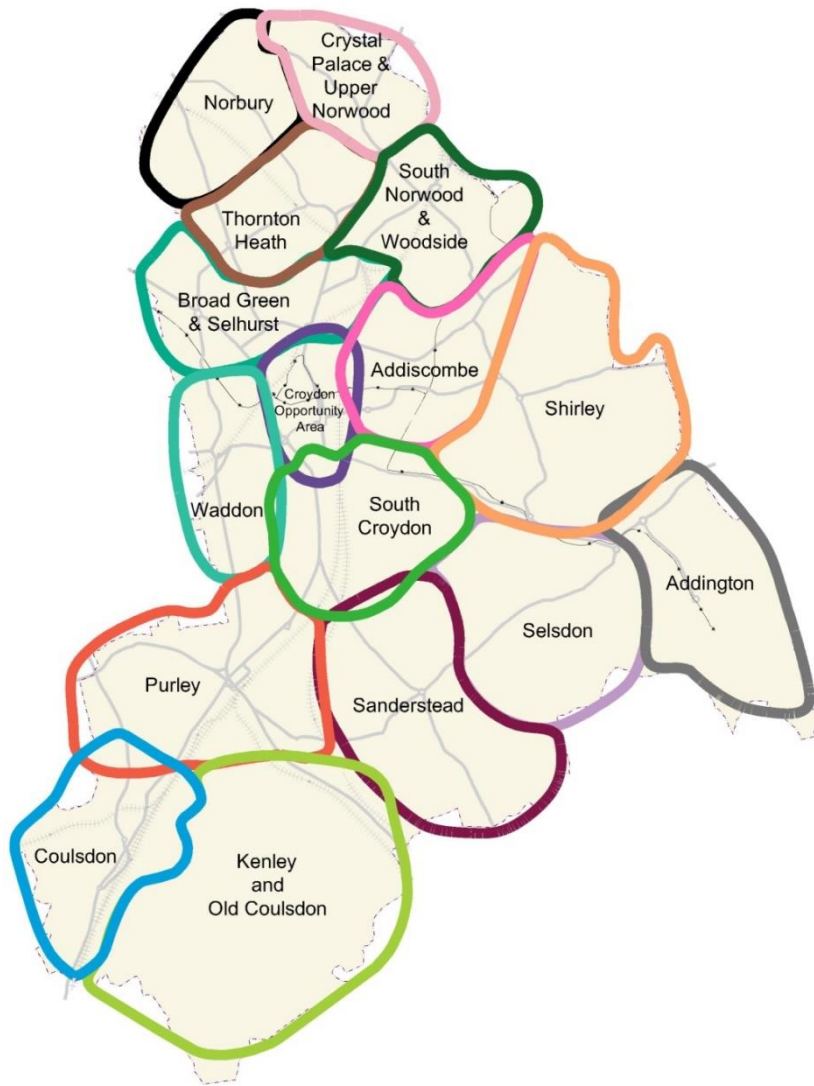 Crystal
Palace &
Upper
Norwood
Norbury
South
Norwood
&
Woodside
Thornton
Heath
Broad Green
& Selhurst
Addiscombe
Croydon
Opportunity
Area
Shirley
Waddon
South
Croydon
Addington
Selsdon
Purley
Sanderstead
Coulsdon
Kenley
and
Old Coulsdon